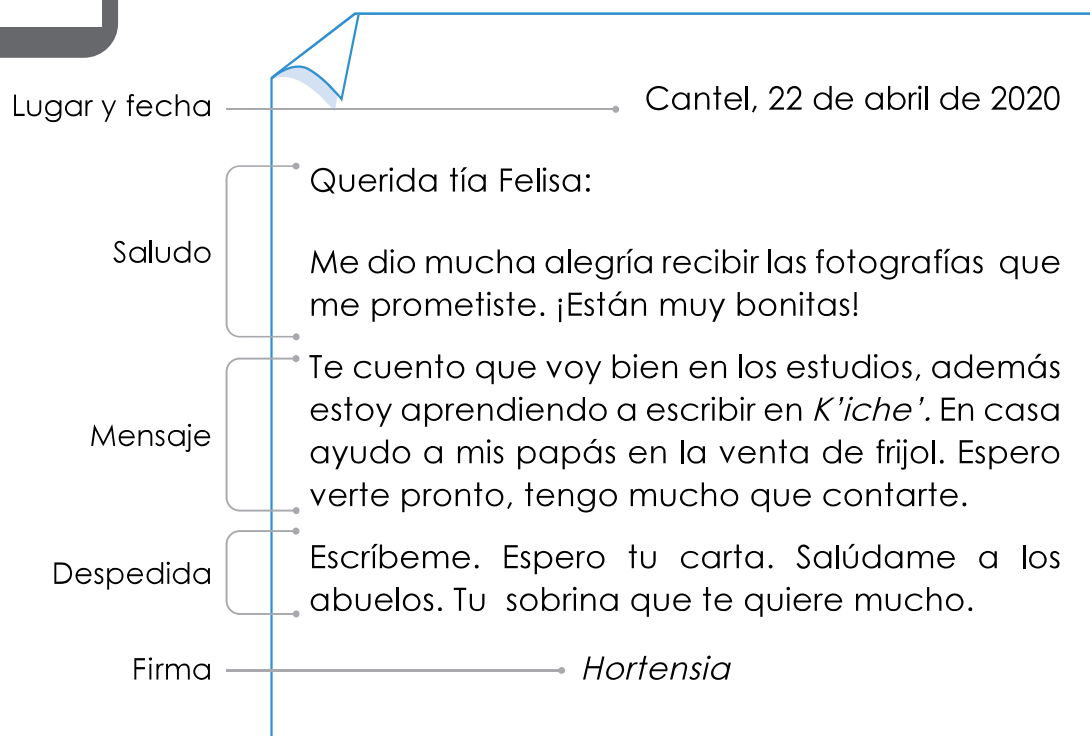 Lugar y fecha Cantel, 22 de abril de 2020
Querida tía Felisa:
Saludo
Me dio mucha alegría recibir las fotografías que
me prometiste. ¡Están muy bonitas!
Te cuento que voy bien en los estudios, además
estoy aprendiendo a escribir en K'iche'. En casa
Mensaje
ayudo a mis papás en la venta de frijol. Espero
verte pronto, tengo mucho que contarte.
Escríbeme. Espero tu carta. Salúdame a los
Despedida
abuelos. Tu sobrina que te quiere mucho.
Firma Hortensia